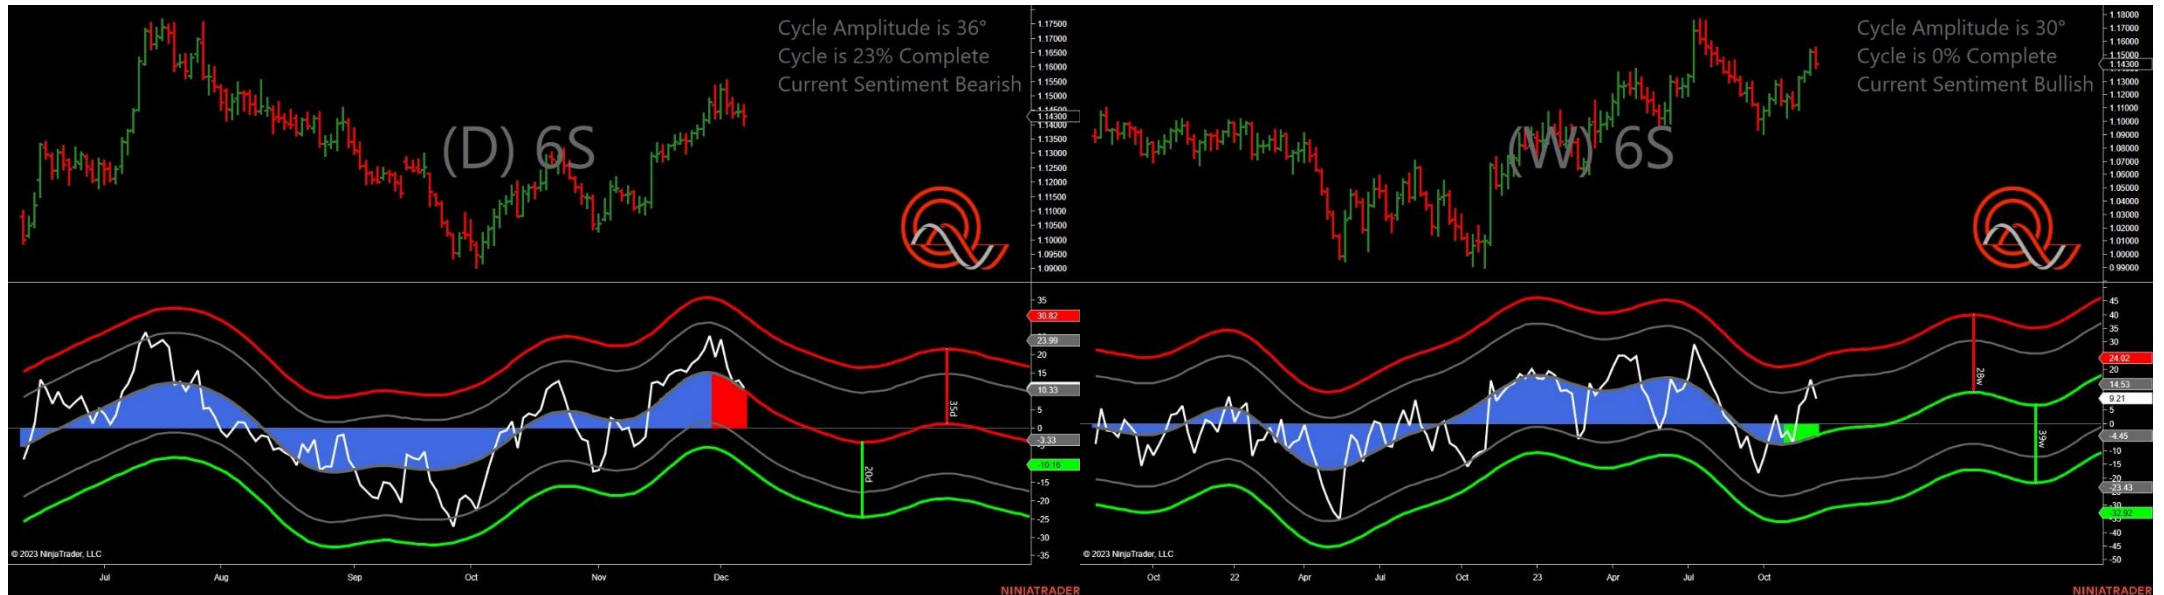 Cycle Amplitude is 36°
Cycle is 23% Complete
Current Sentiment Bearish
(D) 6S
1.17500
1.16500
1.15500
1.15000
1.14500
1.14300
1.14000
1.13500
1.13000
1.12500
1.12000
1.11500
1.11000
1.10500
1.10000
1.09500
1.09000
35
30.82
23.99
20
15
10.33
5
0
-3.33
-10.16
-15
-20
-25
-30
-35
35d
20d
© 2023 NinjaTrader, LLC
Jul
Aug
Sep
Oct
Nov
Dec
NINJATRADER
Cycle Amplitude is 30°
Cycle is 0% Complete
Current Sentiment Bullish
(W) 6S
1.18000
1.16000
1.15000
1.14300
1.12000
1.11000
1.10000
1.09000
1.08000
1.07000
1.06000
1.05000
1.04000
1.03000
1.02000
1.01000
1.00000
0.99000
45
40
35
30
24.02
20
14.53
9.21
5
0
-4.45
-10
-15
-23.43
-32.92
-40
-45
-50
28w
39w
© 2023 NinjaTrader, LLC
Oct
22
Apr
Jul
Oct
23
Apr
Jul
Oct
NINJATRADER